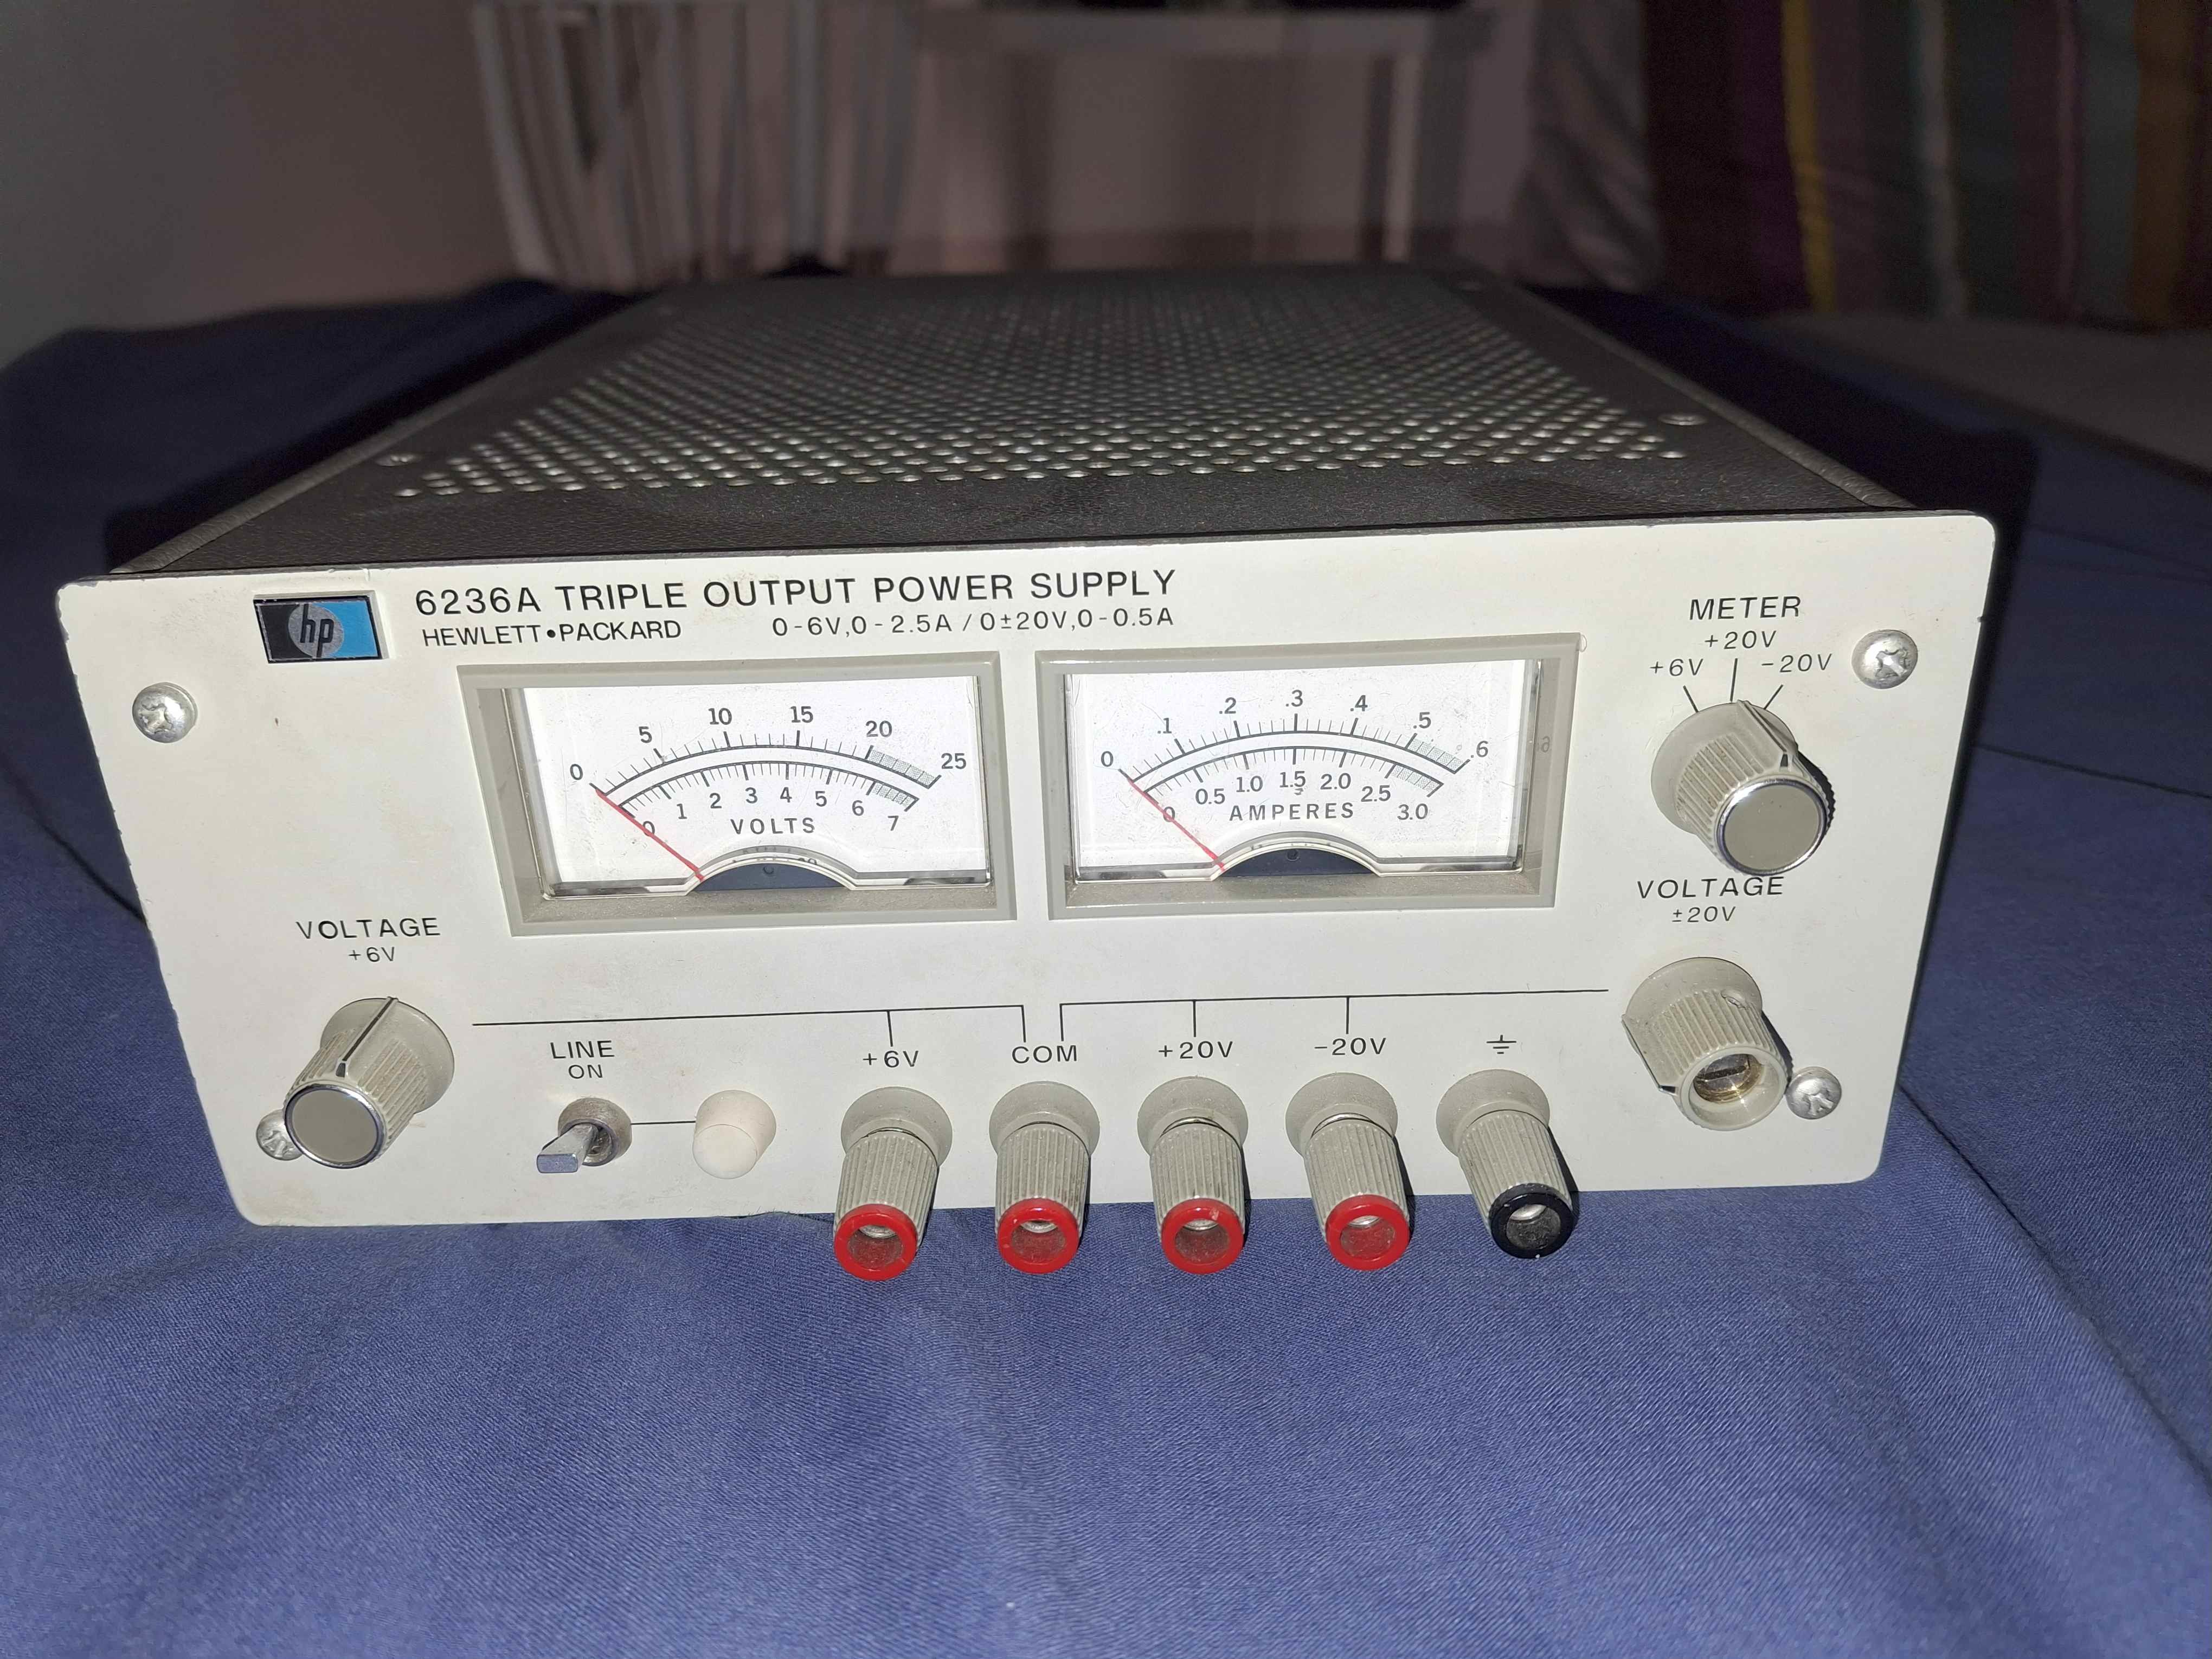 hp
6236A TRIPLE OUTPUT POWER SUPPLY
HEWLETT•PACKARD 0-6V,0-2.5A/0±20V,0-0.5A
METER
+20V
+6V -20V
0 5 10 15 20 25
0 1 2 3 4 5 6 7
VOLTS
0 .1 .2 .3 .4 .5 .6
0 0.5 1.0 1.5 2.0 2.5 3.0
AMPERES
VOLTAGE
±20V
VOLTAGE
+6V
LINE
ON
+6V COM +20V -20V